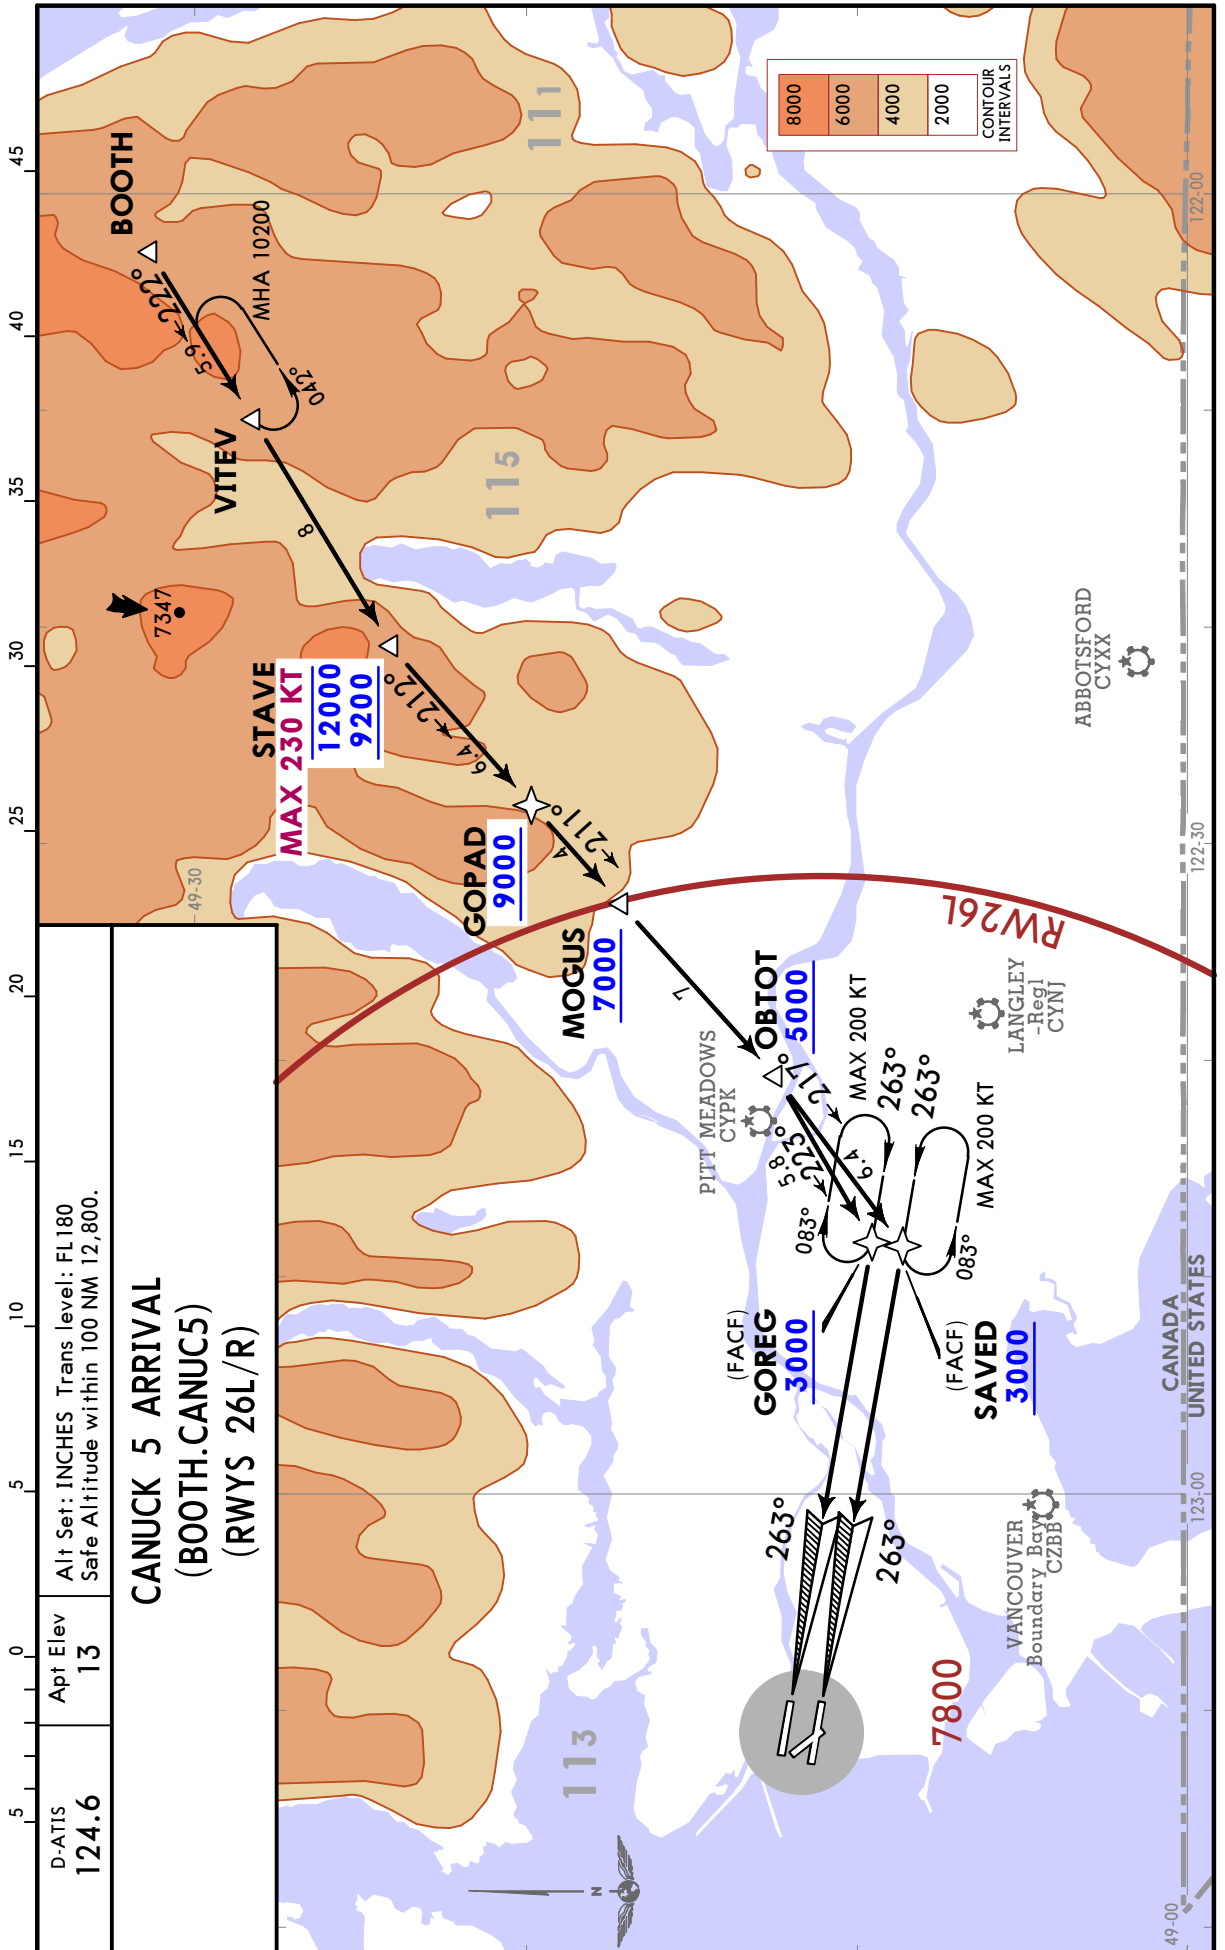 D-ATIS
124.6
Apt Elev
13
Alt Set: INCHES Trans level: FL180
Safe Altitude within 100 NM 12,800.
CANUCK 5 ARRIVAL
(BOOTH.CANUC5)
(RWYS 26L/R)
5
0
5
10
15
20
25
30
35
40
45
49-30
BOOTH
222°
5.9
MHA 10200
042°
VITEV
8
7347
STAVE
MAX 230 KT
12000
9200
212°
6.4
GOPAD
9000
211°
4
MOGUS
7000
7
OBTOT
5000
217°
6.4
223°
5.8
MAX 200 KT
263°
263°
MAX 200 KT
083°
083°
(FACF)
GOREG
3000
(FACF)
SAVED
3000
263°
263°
RW26L
7800
111
115
113
N
PITT MEADOWS
CYPK
LANGLEY
-Regl
CYNJ
ABBOTSFORD
CYXX
VANCOUVER
Boundary Bay
CZBB
CANADA
UNITED STATES
49-00
123-00
122-30
122-00
8000
6000
4000
2000
CONTOUR
INTERVALS